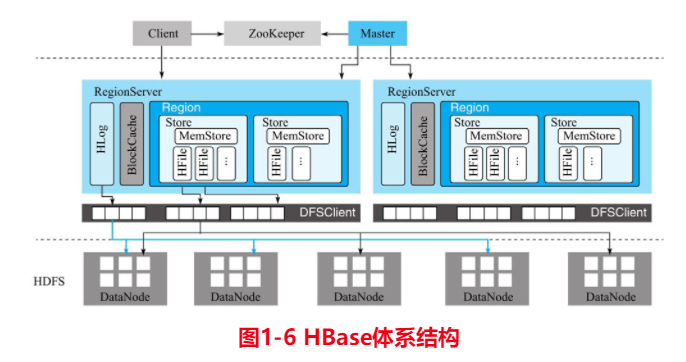 Client
ZooKeeper
Master
RegionServer
HLog
BlockCache
Region
Store
MemStore
HFile
HFile
...
Store
MemStore
HFile
...
DFSClient
RegionServer
HLog
BlockCache
Region
Store
MemStore
HFile
HFile
...
Store
MemStore
HFile
...
DFSClient
HDFS
DataNode
DataNode
DataNode
DataNode
DataNode
图1-6 HBase体系结构